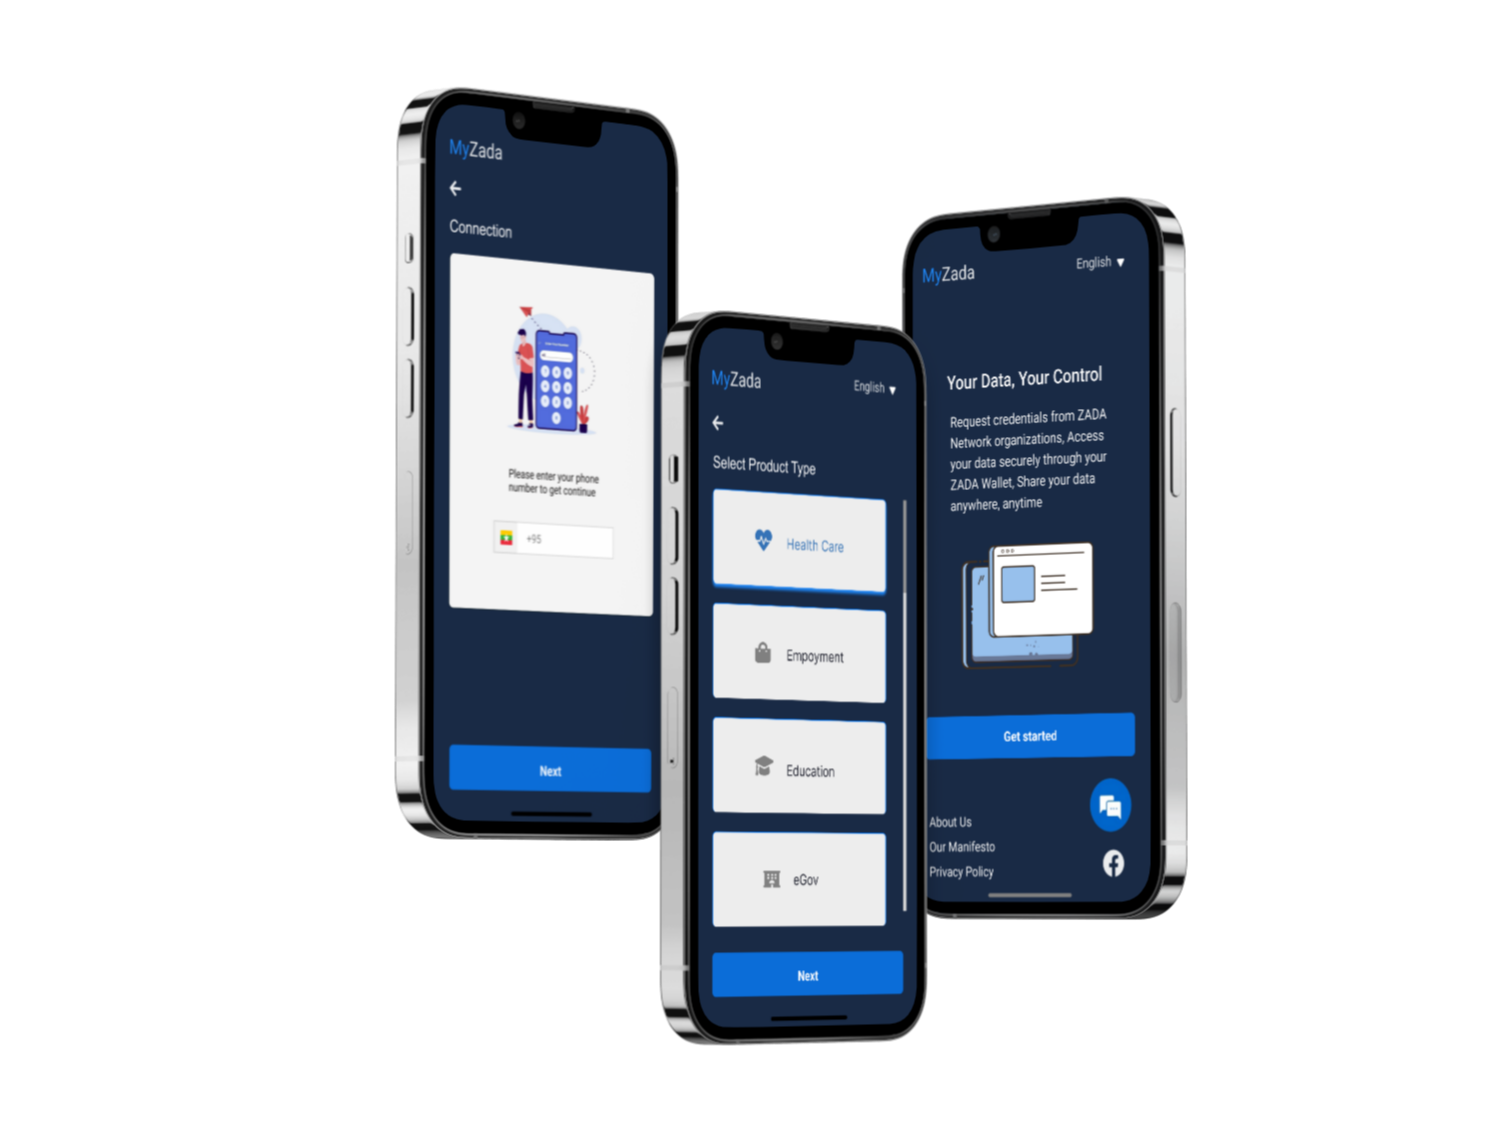 MyZada
Connection
Please enter your phone
number to get continue
+95
Next
MyZada
English
Select Product Type
Health Care
Empoyment
Education
eGov
Next
MyZada
English
Your Data, Your Control
Request credentials from ZADA
Network organizations, Access
your data securely through your
ZADA Wallet, Share your data
anywhere, anytime
Get started
About Us
Our Manifesto
Privacy Policy